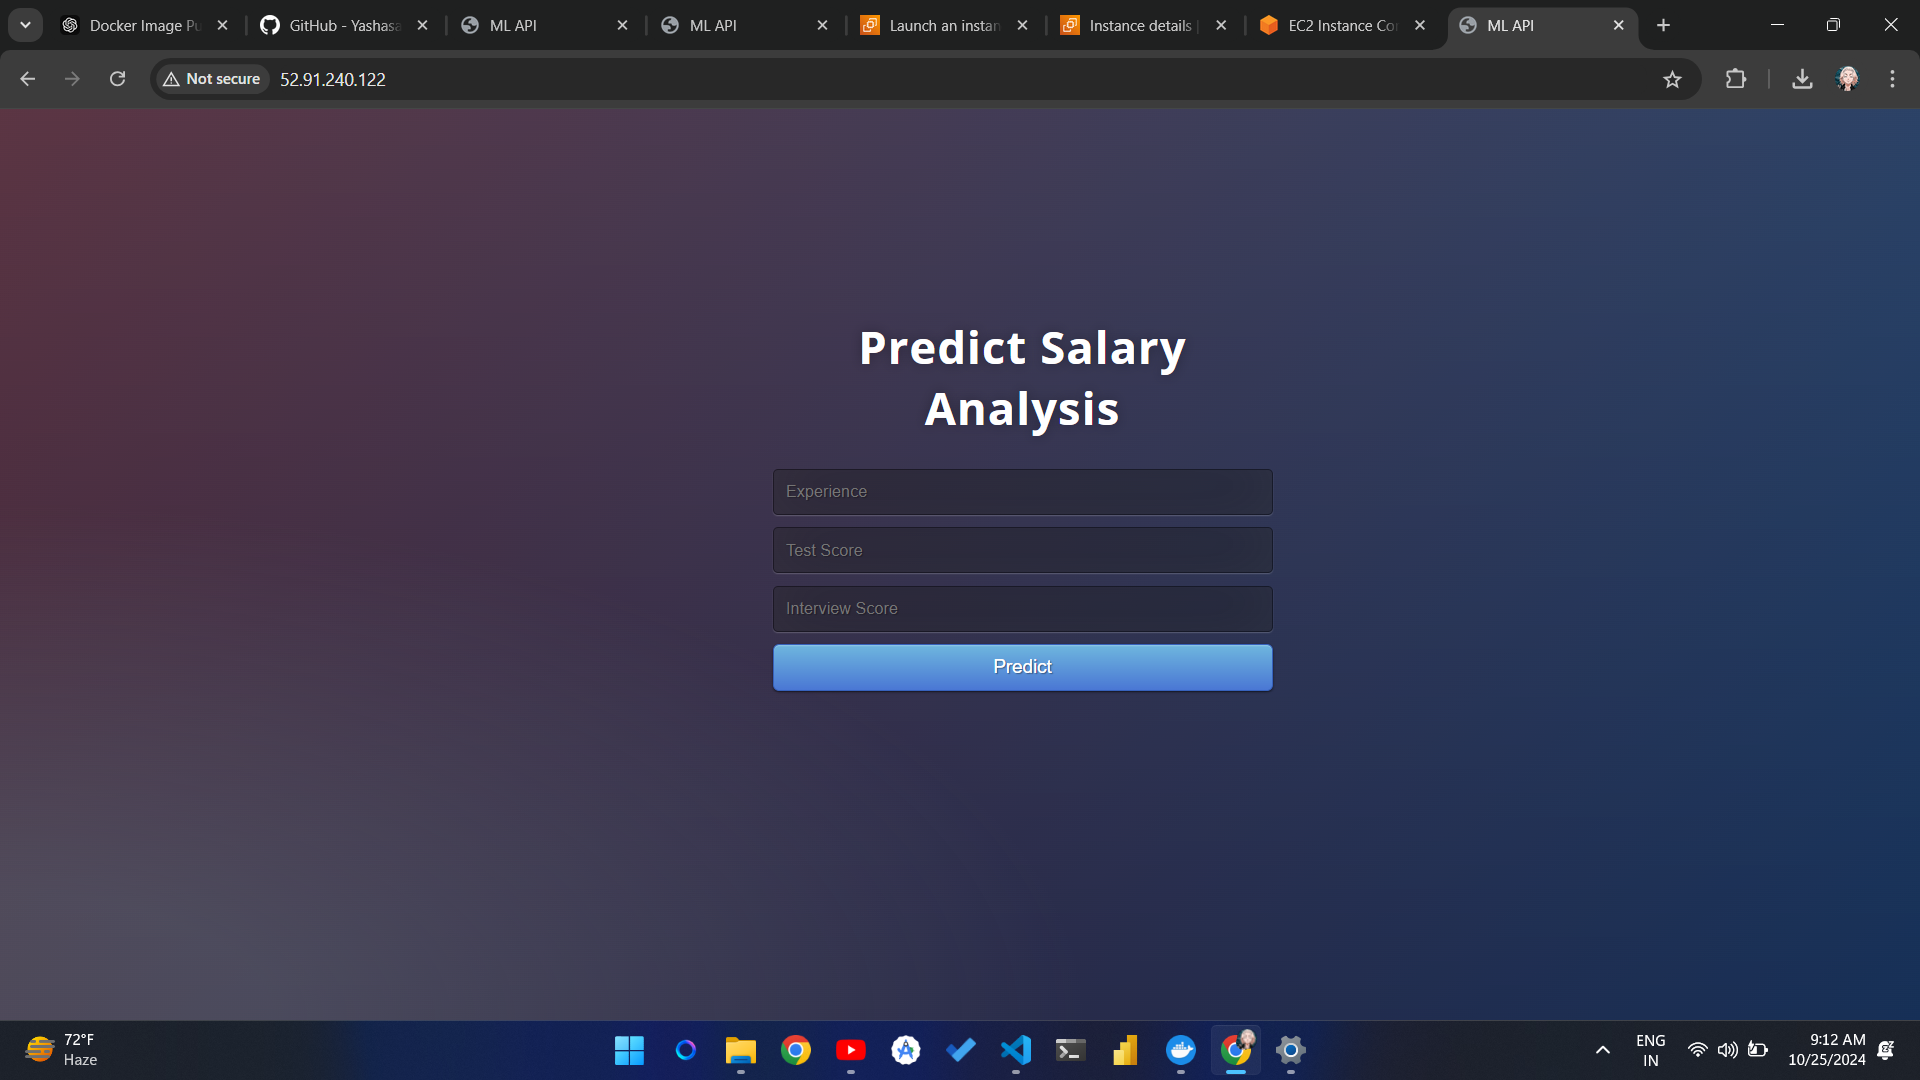 Docker Image Pu
GitHub - Yashasa
ML API
ML API
Launch an instan
Instance details |
EC2 Instance Con
ML API
Not secure
52.91.240.122
Predict Salary
Analysis
Experience
Test Score
Interview Score
Predict
72°F
Haze
ENG
IN
9:12 AM
10/25/2024